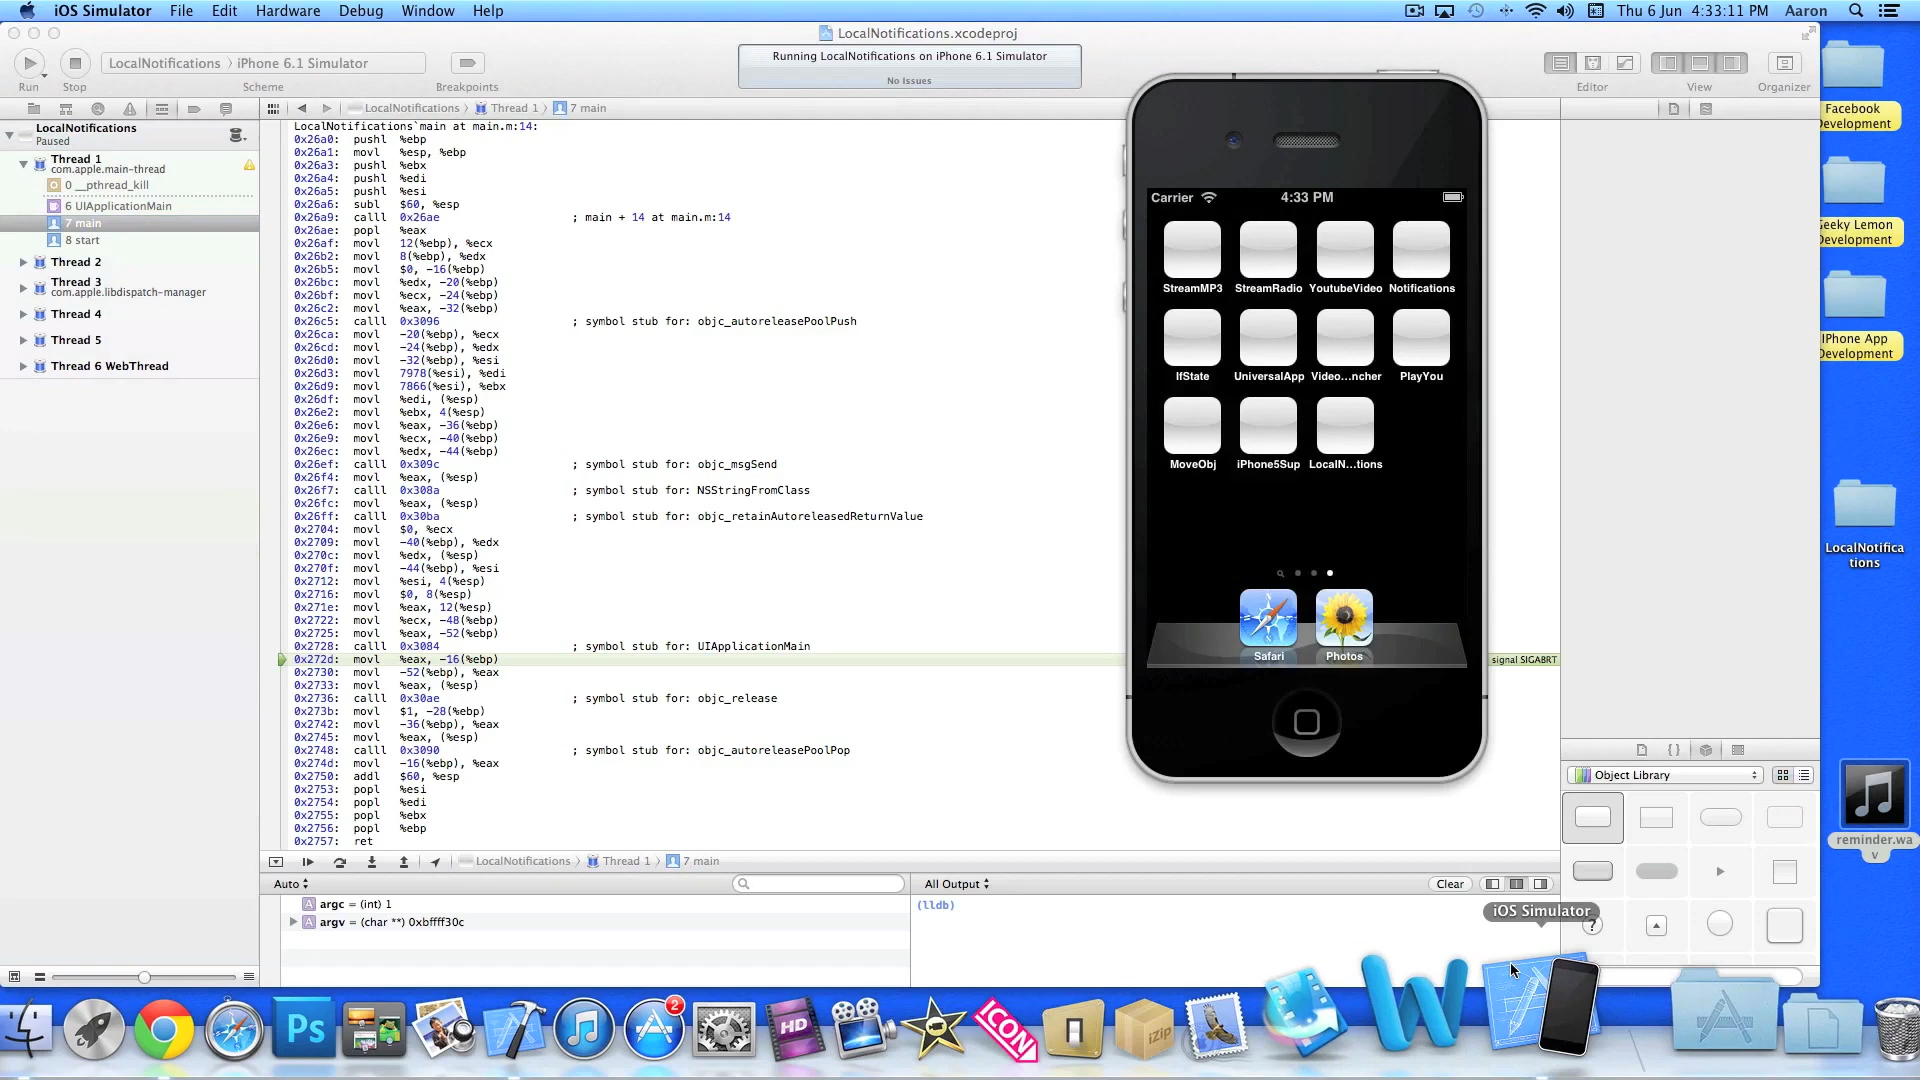 iOS Simulator File Edit Hardware Debug Window Help Thu 6 Jun 4:33:11 PM Aaron
LocalNotifications.xcodeproj
LocalNotifications iPhone 6.1 Simulator
Running LocalNotifications on iPhone 6.1 Simulator
No Issues
Run Stop Scheme Breakpoints Editor View Organizer
LocalNotifications Thread 1 7 main
LocalNotifications
Paused
Thread 1
com.apple.main-thread
0 __pthread_kill
6 UIApplicationMain
7 main
8 start
Thread 2
Thread 3
com.apple.libdispatch-manager
Thread 4
Thread 5
Thread 6 WebThread
LocalNotifications`main at main.m:14:
0x26a0: pushl %ebp
0x26a1: movl %esp, %ebp
0x26a3: pushl %ebx
0x26a4: pushl %edi
0x26a5: pushl %esi
0x26a6: subl $60, %esp
0x26a9: calll 0x26ae ; main + 14 at main.m:14
0x26ae: popl %eax
0x26af: movl 12(%ebp), %ecx
0x26b2: movl 8(%ebp), %edx
0x26b5: movl $0, -16(%ebp)
0x26bc: movl %edx, -20(%ebp)
0x26bf: movl %ecx, -24(%ebp)
0x26c2: movl %eax, -32(%ebp)
0x26c5: calll 0x3096 ; symbol stub for: objc_autoreleasePoolPush
0x26ca: movl -20(%ebp), %ecx
0x26cd: movl -24(%ebp), %edx
0x26d0: movl -32(%ebp), %esi
0x26d3: movl 7978(%esi), %edi
0x26d9: movl 7866(%esi), %ebx
0x26df: movl %edi, (%esp)
0x26e2: movl %ebx, 4(%esp)
0x26e6: movl %eax, -36(%ebp)
0x26e9: movl %ecx, -40(%ebp)
0x26ec: movl %edx, -44(%ebp)
0x26ef: calll 0x309c ; symbol stub for: objc_msgSend
0x26f4: movl %eax, (%esp)
0x26f7: calll 0x308a ; symbol stub for: NSStringFromClass
0x26fc: movl %eax, (%esp)
0x26ff: calll 0x30ba ; symbol stub for: objc_retainAutoreleasedReturnValue
0x2704: movl $0, %ecx
0x2709: movl -40(%ebp), %edx
0x270c: movl %edx, (%esp)
0x270f: movl -44(%ebp), %esi
0x2712: movl %esi, 4(%esp)
0x2716: movl $0, 8(%esp)
0x271e: movl %eax, 12(%esp)
0x2722: movl %ecx, -48(%ebp)
0x2725: movl %eax, -52(%ebp)
0x2728: call 0x3084 ; symbol stub for: UIApplicationMain
0x272d: movl %eax, -16(%ebp) signal SIGABRT
0x2730: movl -52(%ebp), %eax
0x2733: movl %eax, (%esp)
0x2736: calll 0x30ae ; symbol stub for: objc_release
0x273b: movl $1, -28(%ebp)
0x2742: movl -36(%ebp), %eax
0x2745: movl %eax, (%esp)
0x2748: calll 0x3090 ; symbol stub for: objc_autoreleasePoolPop
0x274d: movl -16(%ebp), %eax
0x2750: addl $60, %esp
0x2753: popl %esi
0x2754: popl %edi
0x2755: popl %ebx
0x2756: popl %ebp
0x2757: ret
Carrier 4:33 PM
StreamMP3 StreamRadio YoutubeVideo Notifications
IfState UniversalApp Video...ncher PlayYou
MoveObj iPhone5Sup LocalN...tions
Safari Photos
Facebook
Development
Geeky Lemon
Development
IPhone App
Development
LocalNotifica
tions
reminder.wa
v
Object Library
LocalNotifications Thread 1 7 main
Auto
All Output Clear
argc = (int) 1
argv = (char **) 0xbffff30c
(lldb)
iOS Simulator
?
Ps
2
HD
ICON
iZip
W